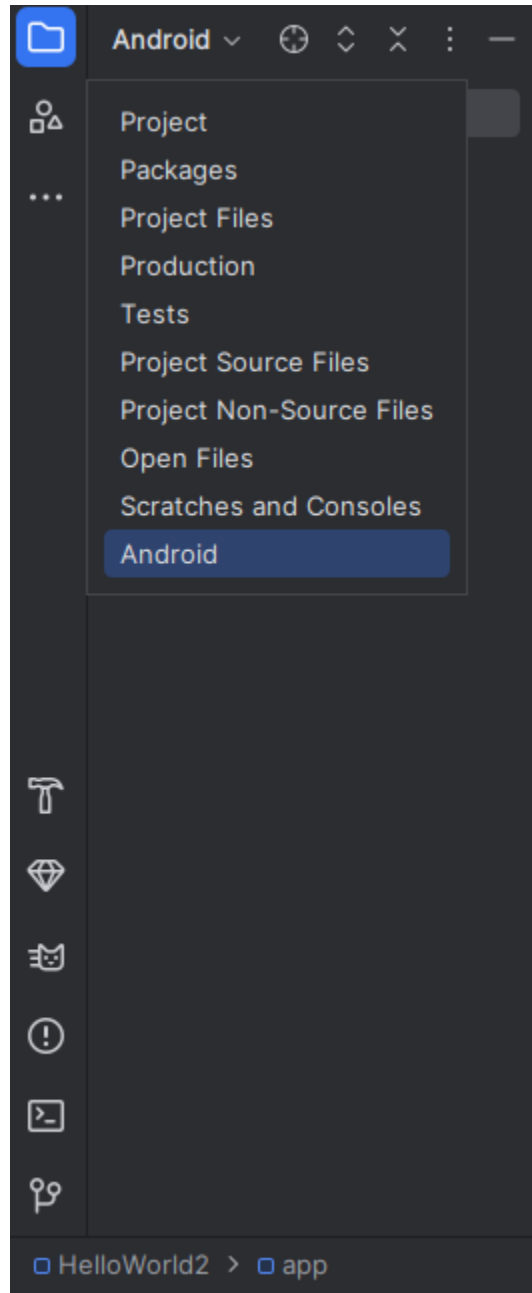 Android
Project
Packages
Project Files
Production
Tests
Project Source Files
Project Non-Source Files
Open Files
Scratches and Consoles
Android
HelloWorld2 > app